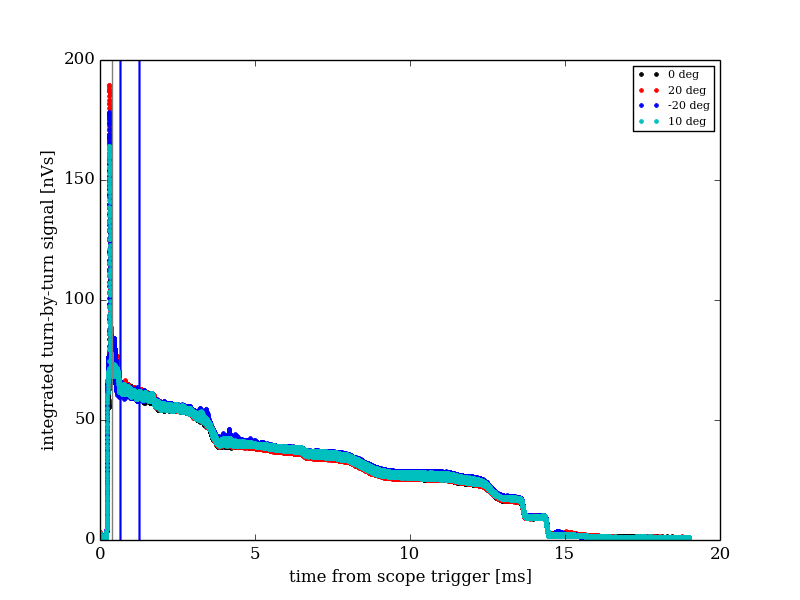 200
150
100
50
0
0
5
10
15
20
integrated turn-by-turn signal [nVs]
time from scope trigger [ms]
0 deg
20 deg
-20 deg
10 deg